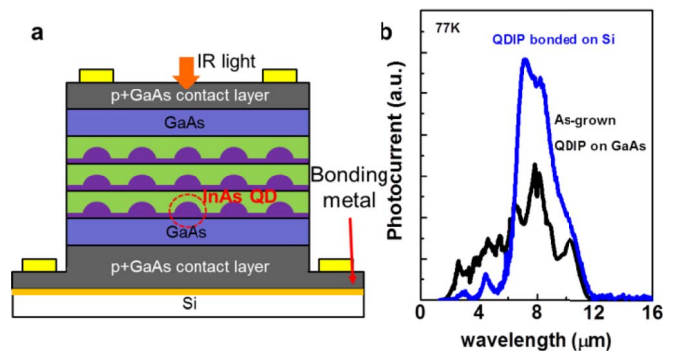 a
IR light
p+GaAs contact layer
GaAs
InAs QD
GaAs
p+GaAs contact layer
Si
Bonding
metal
b
77K
QDIP bonded on Si
As-grown
QDIP on GaAs
Photocurrent (a.u.)
0 4 8 12 16
wavelength (μm)